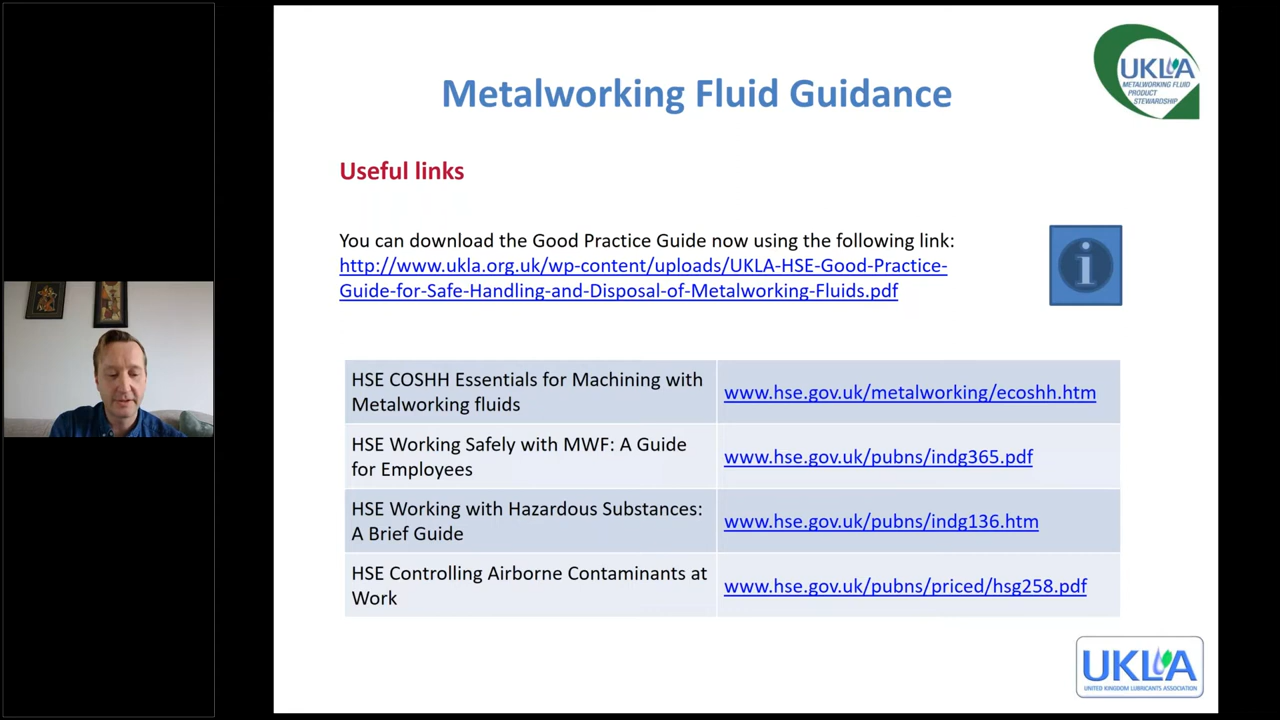 UKLA
METALWORKING FLUID
PRODUCT
STEWARDSHIP
Metalworking Fluid Guidance
Useful links
You can download the Good Practice Guide now using the following link:
http://www.ukla.org.uk/wp-content/uploads/UKLA-HSE-Good-Practice-
Guide-for-Safe-Handling-and-Disposal-of-Metalworking-Fluids.pdf
i
HSE COSHH Essentials for Machining with
Metalworking fluids
www.hse.gov.uk/metalworking/ecoshh.htm
HSE Working Safely with MWF: A Guide
for Employees
www.hse.gov.uk/pubns/indg365.pdf
HSE Working with Hazardous Substances:
A Brief Guide
www.hse.gov.uk/pubns/indg136.htm
HSE Controlling Airborne Contaminants at
Work
www.hse.gov.uk/pubns/priced/hsg258.pdf
UKLA
UNITED KINGDOM LUBRICANTS ASSOCIATION